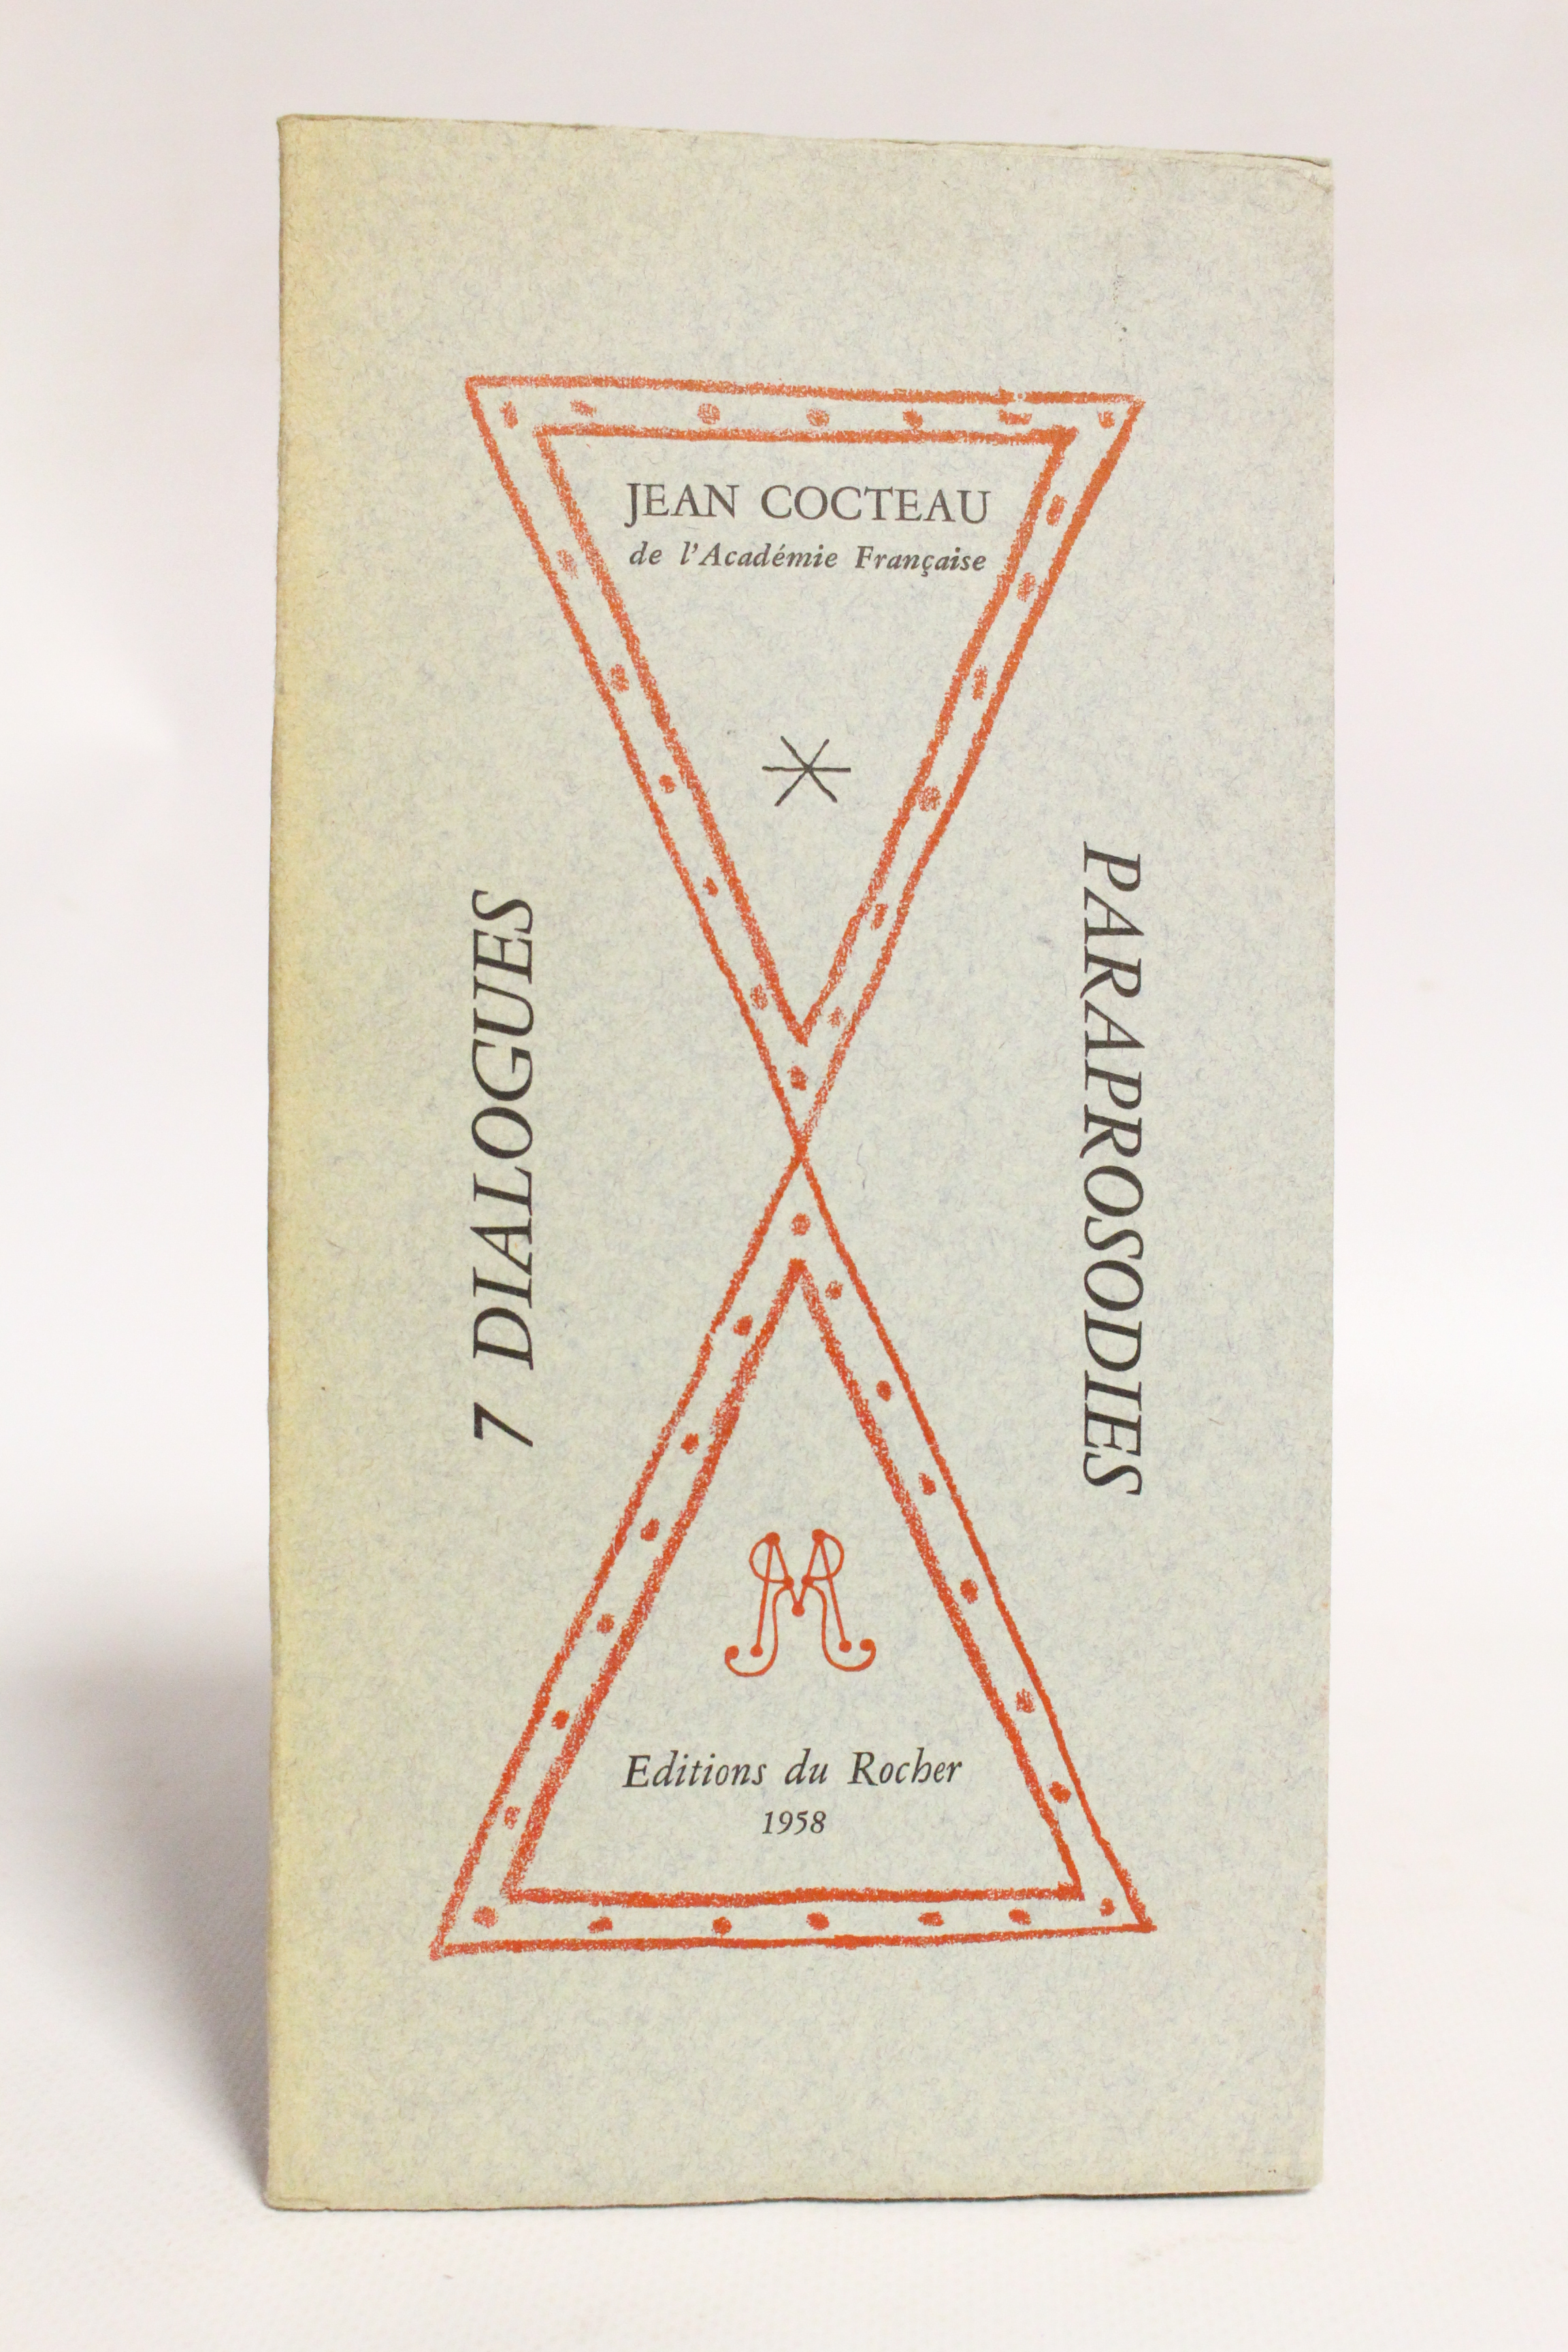 JEAN COCTEAU
de l'Académie Française
PARAPROSODIES
7 DIALOGUES
Editions du Rocher
1958